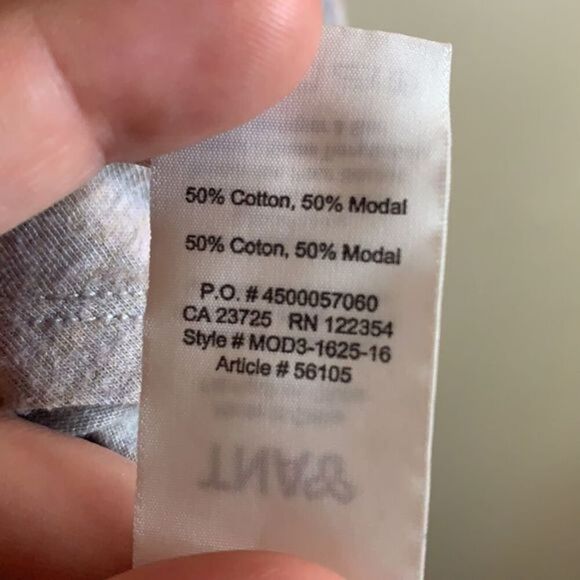 50% Cotton, 50% Modal
50% Coton, 50% Modal
P.O. # 4500057060
CA 23725 RN 122354
Style # MOD3-1625-16
Article # 56105